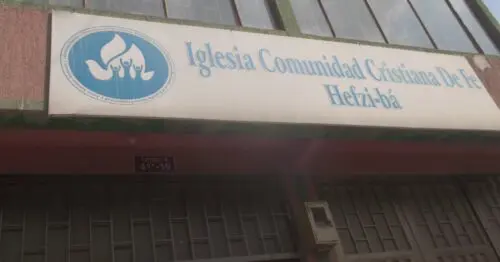 Iglesia Comunidad Cristiana De Fe
Hefzi-bá